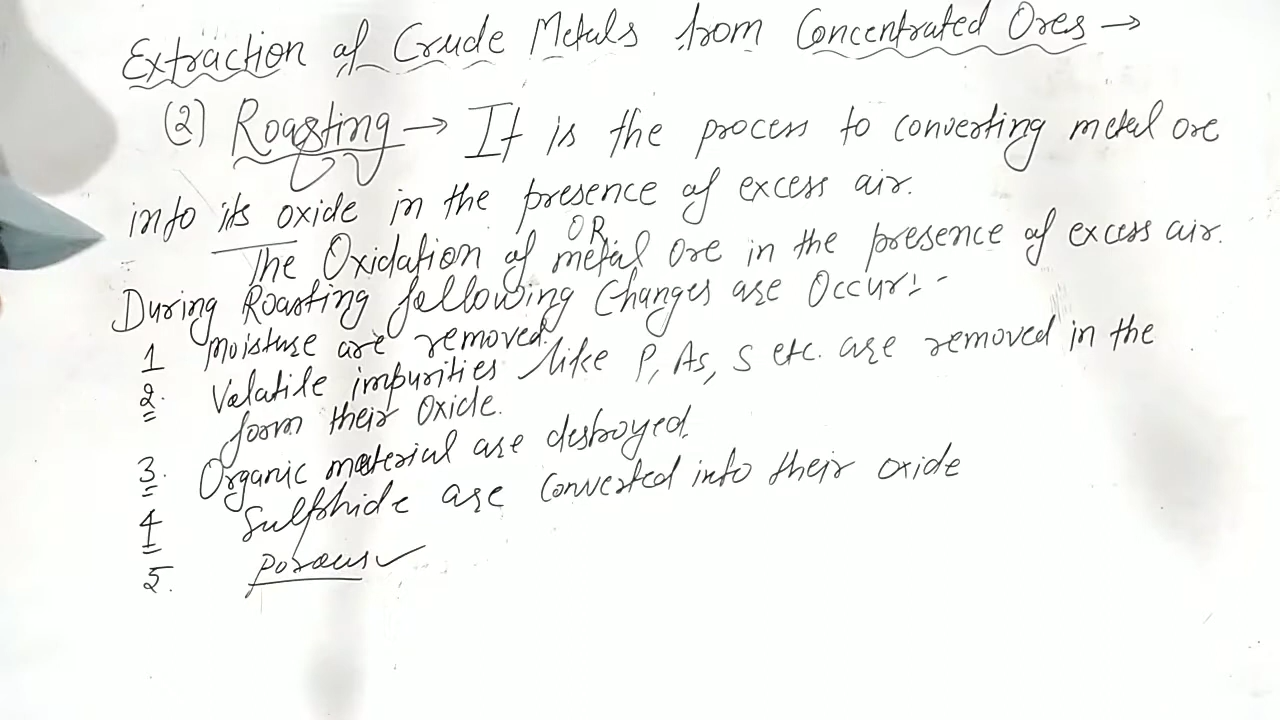 Extraction of Crude Metals from Concentrated Ores →
(2) Roasting → It is the process to converting metal ore
into its oxide in the presence of excess air.
OR
The Oxidation of metal ore in the presence of excess air.
During Roasting following Changes are Occur:-
1 Moisture are removed.
2. Volatile impurities like P, As, S etc. are removed in the
form their Oxide.
3. Organic material are destroyed.
4 Sulphide are converted into their oxide
5. Porous ✓